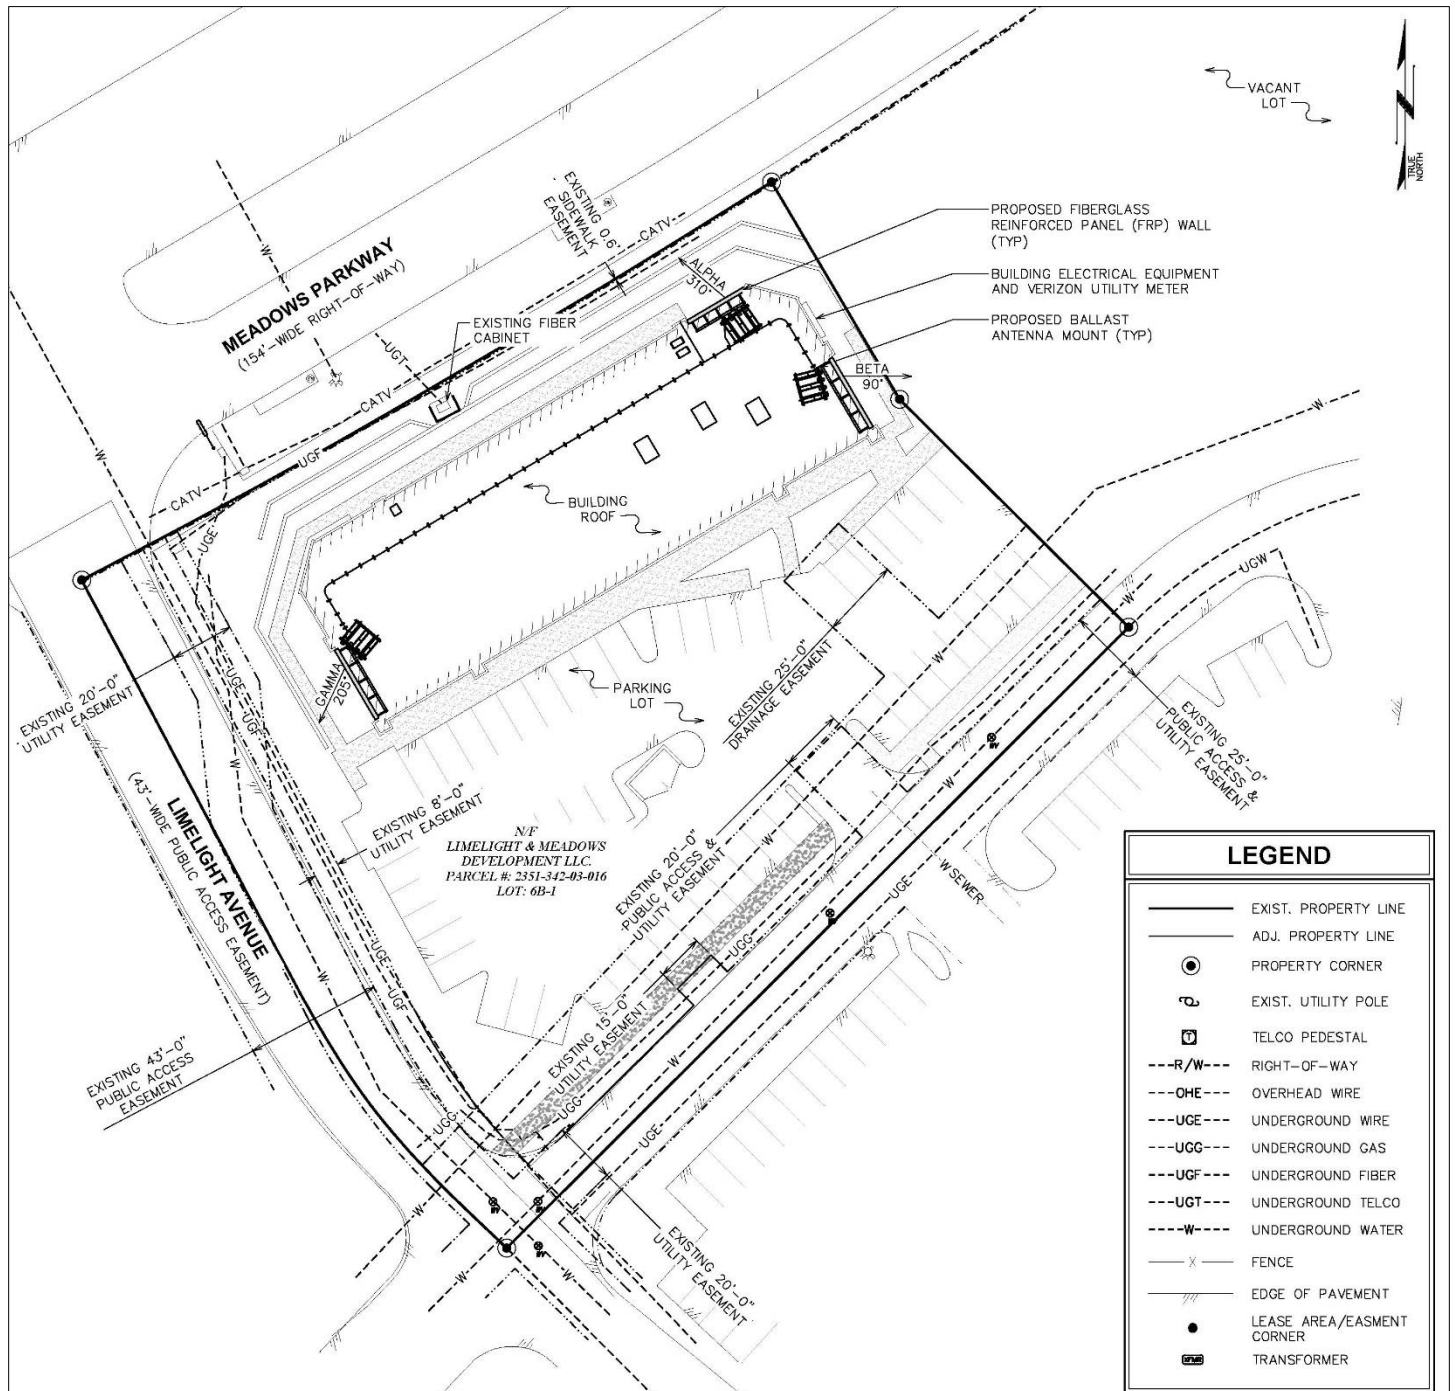 VACANT
LOT
TRUE
NORTH
EXISTING 0.6'
SIDEWALK
EASEMENT
CATV
W
MEADOWS PARKWAY
(154'-WIDE RIGHT-OF-WAY)
ALPHA
310°
PROPOSED FIBERGLASS
REINFORCED PANEL (FRP) WALL
(TYP)
BUILDING ELECTRICAL EQUIPMENT
AND VERIZON UTILITY METER
PROPOSED BALLAST
ANTENNA MOUNT (TYP)
EXISTING FIBER
CABINET
UGT
BETA
90°
CATV
W
W
UGF
CATV
UGE
BUILDING
ROOF
UGW
W
W
GAMMA
205°
PARKING
LOT
EXISTING 25'-0"
DRAINAGE EASEMENT
EXISTING 20'-0"
UTILITY EASEMENT
UGE
UGF
W
EXISTING 25'-0"
PUBLIC ACCESS &
UTILITY EASEMENT
LIMELIGHT AVENUE
(43'-WIDE PUBLIC ACCESS EASEMENT)
EXISTING 8'-0"
UTILITY EASEMENT
N/F
LIMELIGHT & MEADOWS
DEVELOPMENT LLC.
PARCEL #: 2351-342-03-016
LOT: 6B-1
EXISTING 20'-0"
PUBLIC ACCESS &
UTILITY EASEMENT
W
W
W
SEWER
UGE
UGG
UGE
UGF
W
EXISTING 15'-0"
UTILITY EASEMENT
EXISTING 43'-0"
PUBLIC ACCESS
EASEMENT
W
UGG
UGG
UGE
W
W
W
EXISTING 20'-0"
UTILITY EASEMENT
LEGEND
EXIST. PROPERTY LINE
ADJ. PROPERTY LINE
PROPERTY CORNER
EXIST. UTILITY POLE
T TELCO PEDESTAL
R/W RIGHT-OF-WAY
OHE OVERHEAD WIRE
UGE UNDERGROUND WIRE
UGG UNDERGROUND GAS
UGF UNDERGROUND FIBER
UGT UNDERGROUND TELCO
W UNDERGROUND WATER
X FENCE
EDGE OF PAVEMENT
LEASE AREA/EASMENT
CORNER
XFMR TRANSFORMER